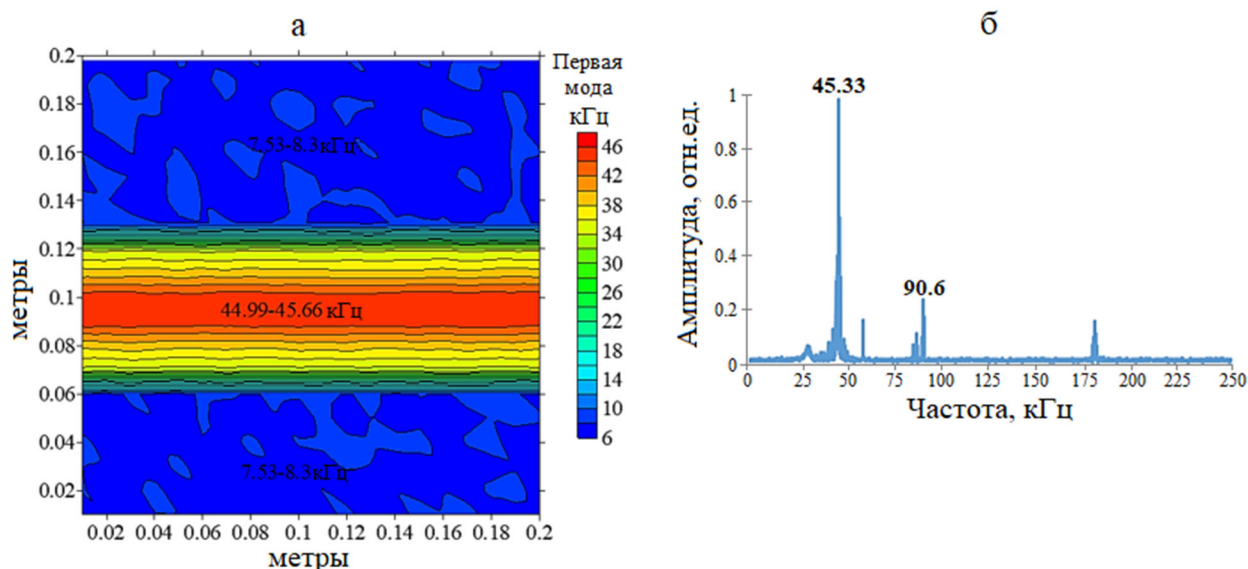 а
0.2
0.18
0.16
0.14
0.12
0.1
0.08
0.06
0.04
0.02
метры
7.53-8.3кГц
44.99-45.66 кГц
7.53-8.3кГц
0.02 0.04 0.06 0.08 0.1 0.12 0.14 0.16 0.18 0.2
метры
Первая
мода
кГц
46
42
38
34
30
26
22
18
14
10
6
б
Амплитуда, отн.ед.
1
0.8
0.6
0.4
0.2
0
45.33
90.6
0 25 50 75 100 125 150 175 200 225 250
Частота, кГц